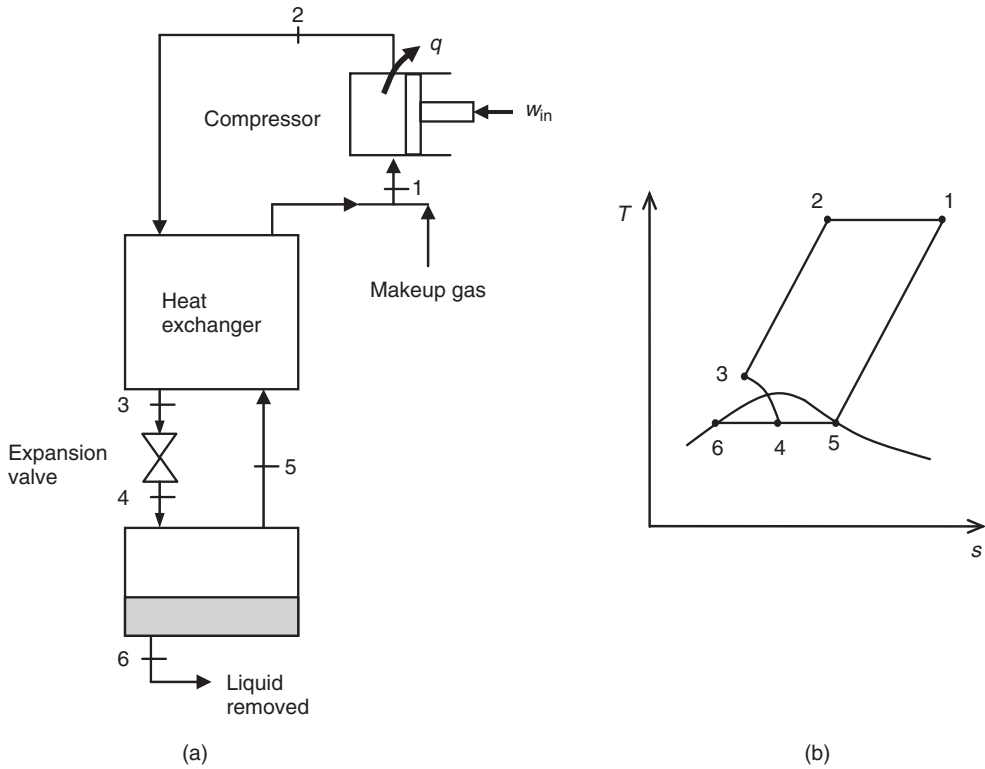 2
q
Compressor
w_in
1
Makeup gas
Heat
exchanger
3
Expansion
valve
4
5
6
Liquid
removed
(a)
T
2
1
3
6
4
5
s
(b)